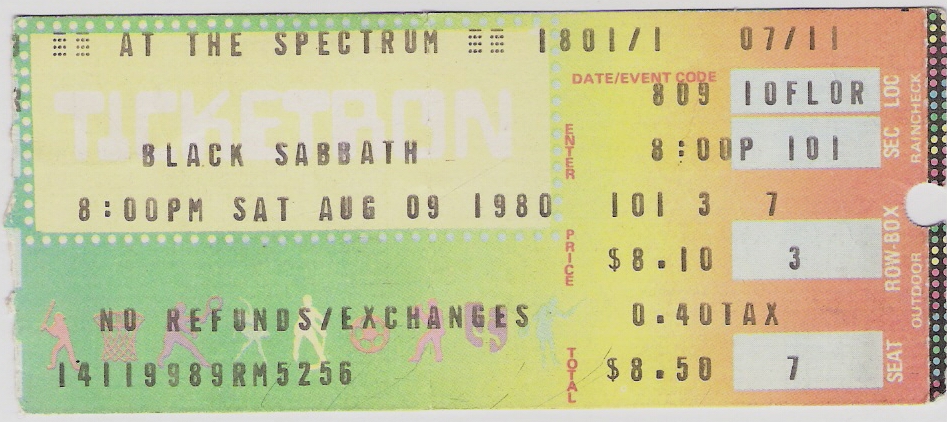 AT THE SPECTRUM
TICKETRON
BLACK SABBATH
8:00PM SAT AUG 09 1980
NO REFUNDS/EXCHANGES
14119989RM5256
1801/1 07/11
DATE/EVENT CODE
809 IOFLOR LOC
ENTER 8:00P 101 SEC
RAINCHECK
101 3 7
PRICE $8.10 3 ROW-BOX
0.40TAX
OUTDOOR
TOTAL $8.50 7 SEAT